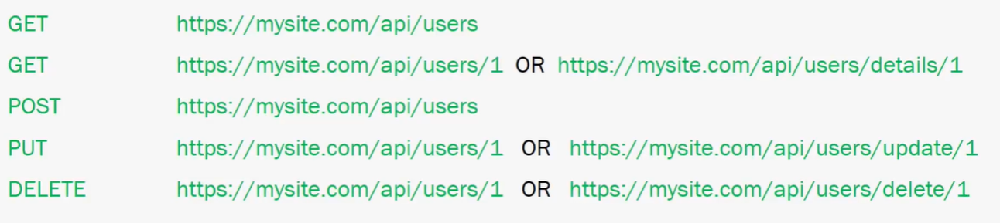 GET https://mysite.com/api/users
GET https://mysite.com/api/users/1 OR https://mysite.com/api/users/details/1
POST https://mysite.com/api/users
PUT https://mysite.com/api/users/1 OR https://mysite.com/api/users/update/1
DELETE https://mysite.com/api/users/1 OR https://mysite.com/api/users/delete/1